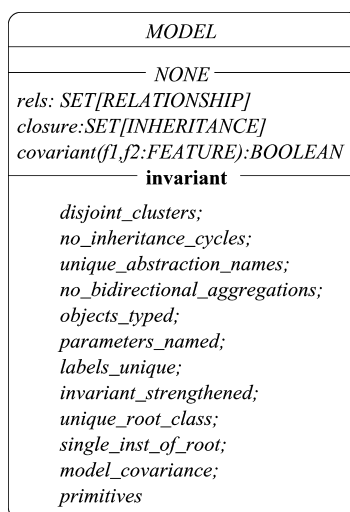 MODEL
NONE
rels: SET[RELATIONSHIP]
closure:SET[INHERITANCE]
covariant(f1,f2:FEATURE):BOOLEAN
invariant
disjoint_clusters;
no_inheritance_cycles;
unique_abstraction_names;
no_bidirectional_aggregations;
objects_typed;
parameters_named;
labels_unique;
invariant_strengthened;
unique_root_class;
single_inst_of_root;
model_covariance;
primitives